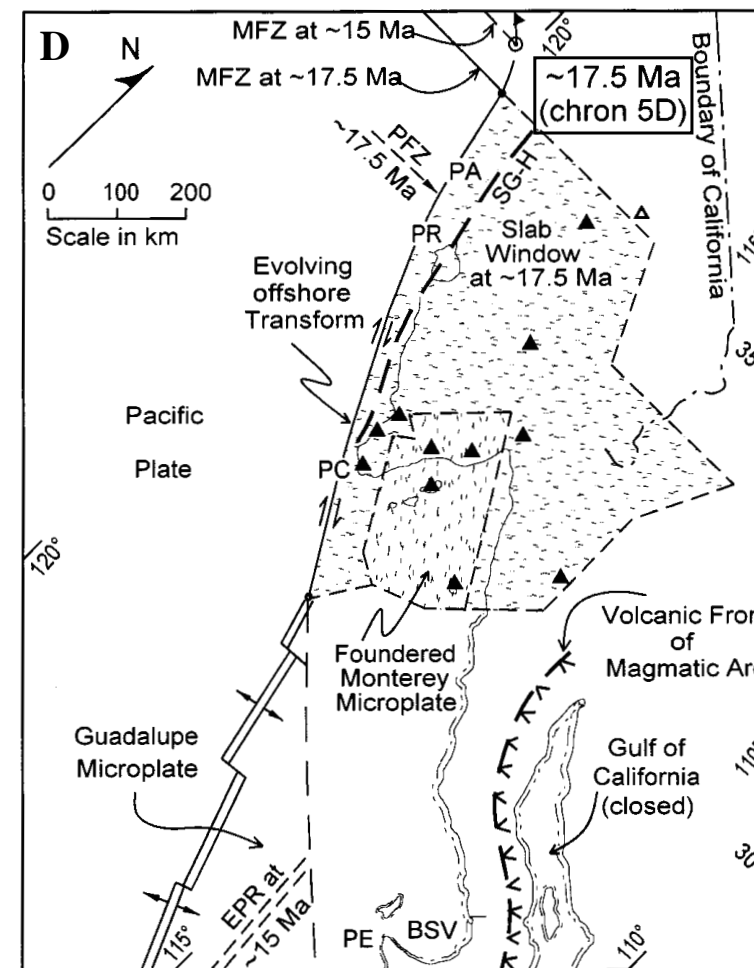 D
N
0 100 200
Scale in km
MFZ at ~15 Ma
MFZ at ~17.5 Ma
120°
~17.5 Ma
(chron 5D)
Boundary of California
PFZ
~17.5 Ma
PA
SG-H
PR
Slab
Window
at ~17.5 Ma
Evolving
offshore
Transform
35
Pacific
Plate
PC
120°
Foundered
Monterey
Microplate
Volcanic
of
Magmatic
Guadalupe
Microplate
Gulf of
California
(closed)
EPR at
~15 Ma
115°
PE
BSV
110°